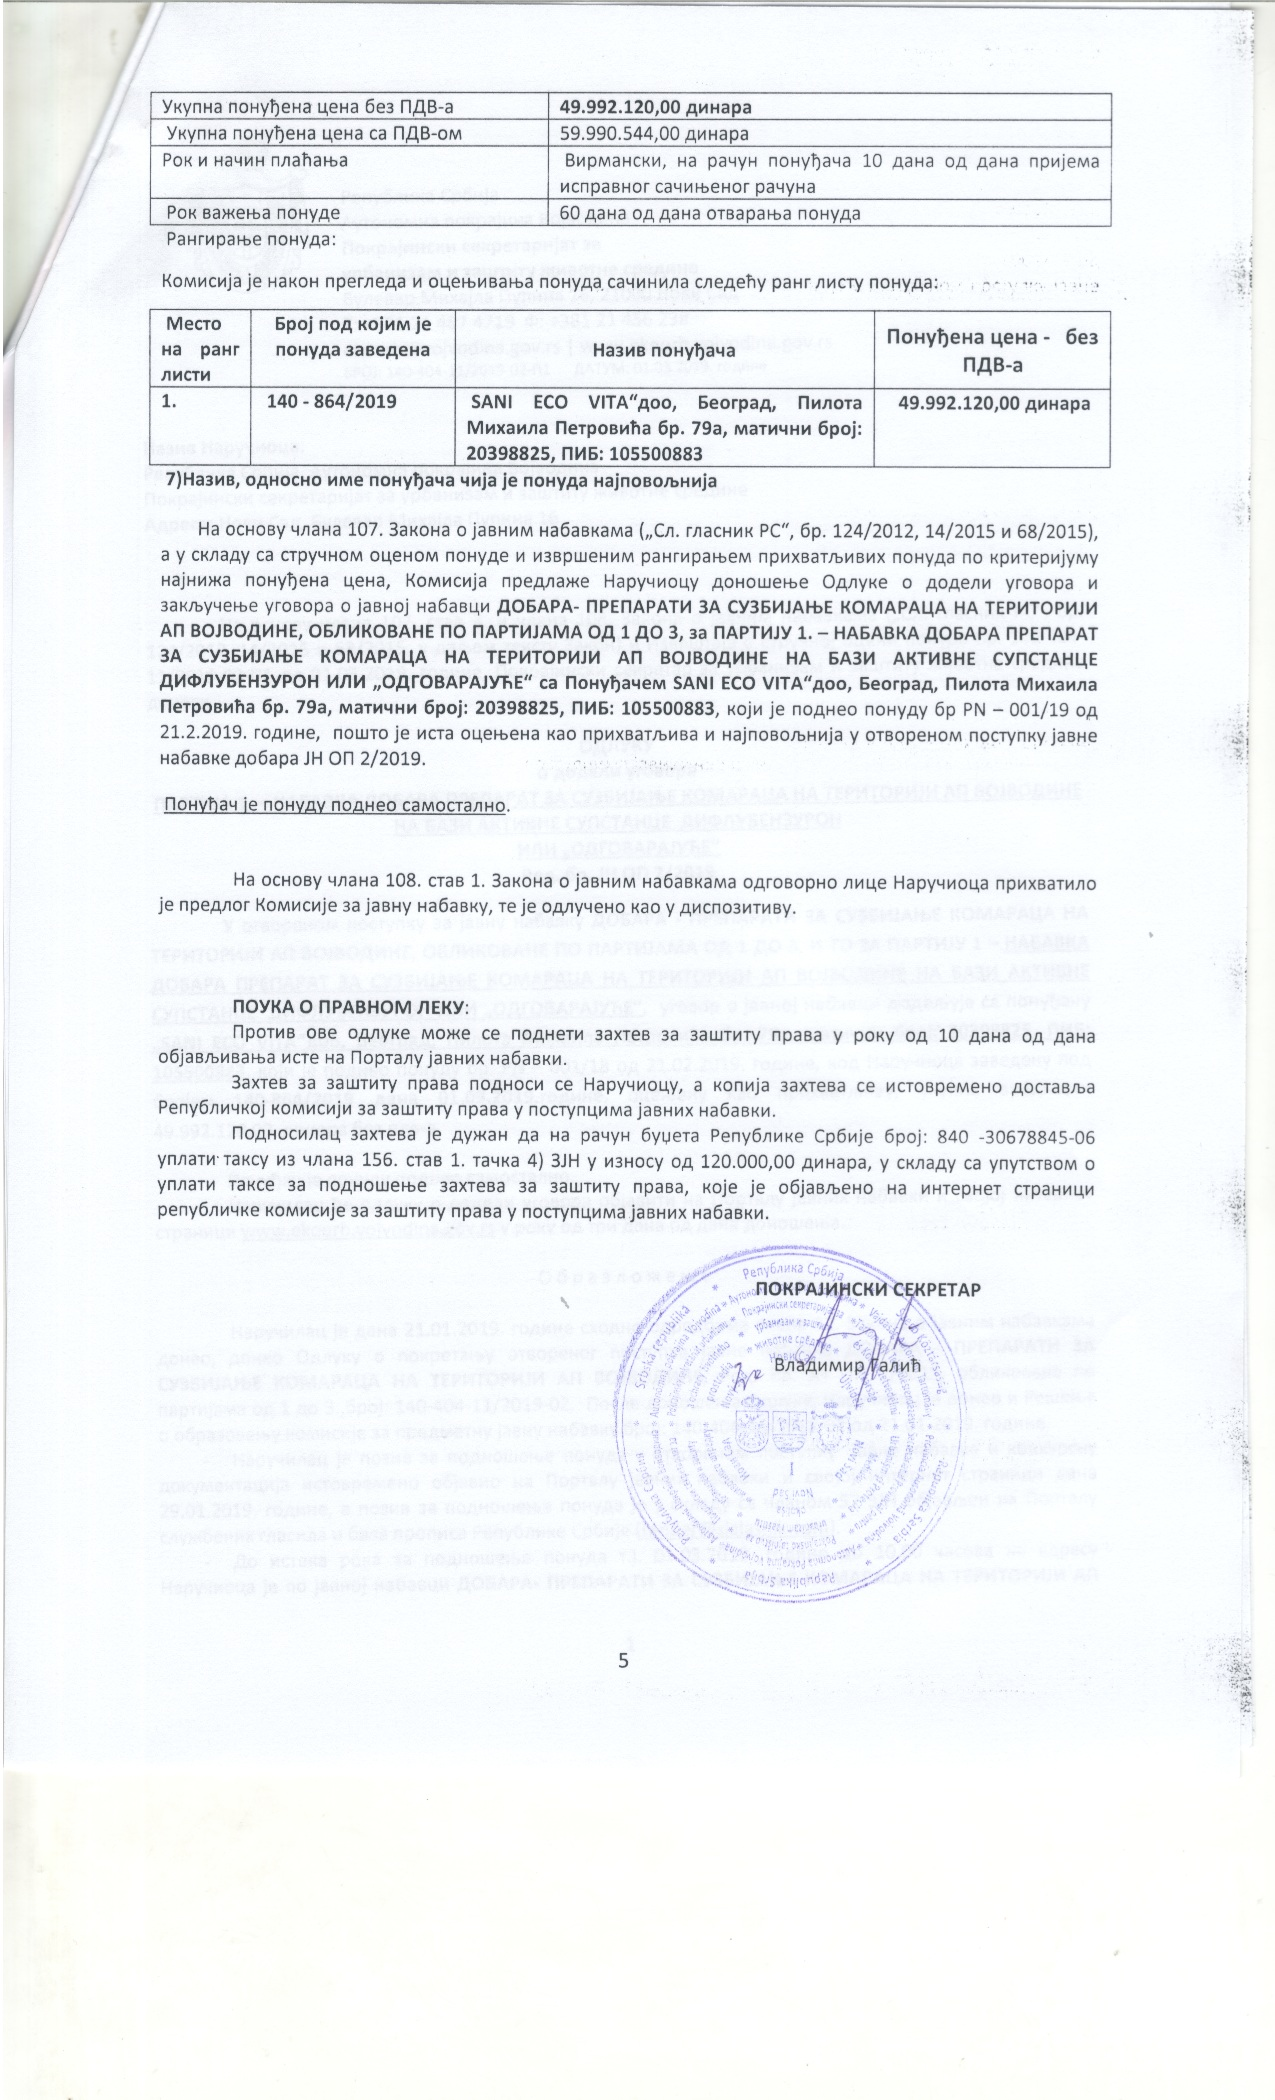 Укупна понуђена цена без ПДВ-а 49.992.120,00 динара
Укупна понуђена цена са ПДВ-ом 59.990.544,00 динара
Рок и начин плаћања Вирмански, на рачун понуђача 10 дана од дана пријема
исправног сачињеног рачуна
Рок важења понуде 60 дана од дана отварања понуда
Рангирање понуда:
Комисија је након прегледа и оцењивања понуда сачинила следећу ранг листу понуда:
Место
на ранг
листи
Број под којим је
понуда заведена
Назив понуђача
Понуђена цена - без
ПДВ-а
1.
140 - 864/2019
SANI ECO VITA“доо, Београд, Пилота
Михаила Петровића бр. 79а, матични број:
20398825, ПИБ: 105500883
49.992.120,00 динара
7)Назив, односно име понуђача чија је понуда најповољнија
На основу члана 107. Закона о јавним набавкама („Сл. гласник РС“, бр. 124/2012, 14/2015 и 68/2015),
а у складу са стручном оценом понуде и извршеним рангирањем прихватљивих понуда по критеријуму
најнижа понуђена цена, Комисија предлаже Наручиоцу доношење Одлуке о додели уговора и
закључење уговора о јавној набавци ДОБАРА- ПРЕПАРАТИ ЗА СУЗБИЈАЊЕ КОМАРАЦА НА ТЕРИТОРИЈИ
АП ВОЈВОДИНЕ, ОБЛИКОВАНЕ ПО ПАРТИЈАМА ОД 1 ДО 3, за ПАРТИЈУ 1. – НАБАВКА ДОБАРА ПРЕПАРАТ
ЗА СУЗБИЈАЊЕ КОМАРАЦА НА ТЕРИТОРИЈИ АП ВОЈВОДИНЕ НА БАЗИ АКТИВНЕ СУПСТАНЦЕ
ДИФЛУБЕНЗУРОН ИЛИ „ОДГОВАРАЈУЋЕ“ са Понуђачем SANI ECO VITA“доо, Београд, Пилота Михаила
Петровића бр. 79а, матични број: 20398825, ПИБ: 105500883, који је поднео понуду бр PN – 001/19 од
21.2.2019. године, пошто је иста оцењена као прихватљива и најповољнија у отвореном поступку јавне
набавке добара ЈН ОП 2/2019.
Понуђач је понуду поднео самостално.
На основу члана 108. став 1. Закона о јавним набавкама одговорно лице Наручиоца прихватило
је предлог Комисије за јавну набавку, те је одлучено као у диспозитиву.
ПОУКА О ПРАВНОМ ЛЕКУ:
Против ове одлуке може се поднети захтев за заштиту права у року од 10 дана од дана
објављивања исте на Порталу јавних набавки.
Захтев за заштиту права подноси се Наручиоцу, а копија захтева се истовремено доставља
Републичкој комисији за заштиту права у поступцима јавних набавки.
Подносилац захтева је дужан да на рачун буџета Републике Србије број: 840 -30678845-06
уплати таксу из члана 156. став 1. тачка 4) ЗЈН у износу од 120.000,00 динара, у складу са упутством о
уплати таксе за подношење захтева за заштиту права, које је објављено на интернет страници
републичке комисије за заштиту права у поступцима јавних набавки.
Република Србија
ПОКРАЈИНСКИ СЕКРЕТАР
Владимир Галић
5